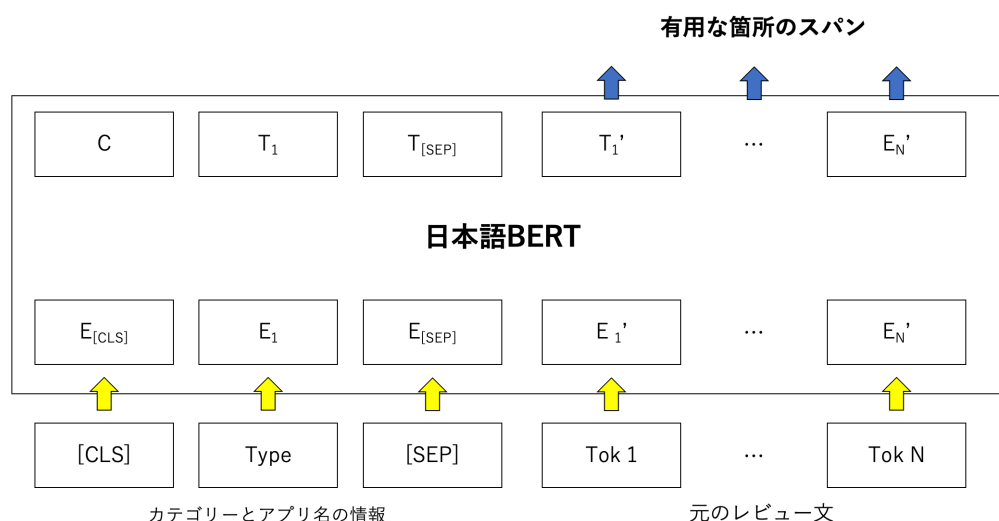 有用な箇所のスパン
C T[SEP] T1 T1’ … EN’
日本語BERT
E[CLS] E1 E[SEP] E1’ … EN’
[CLS] Type [SEP] Tok 1 … Tok N
カテゴリーとアプリ名の情報 元のレビュー文